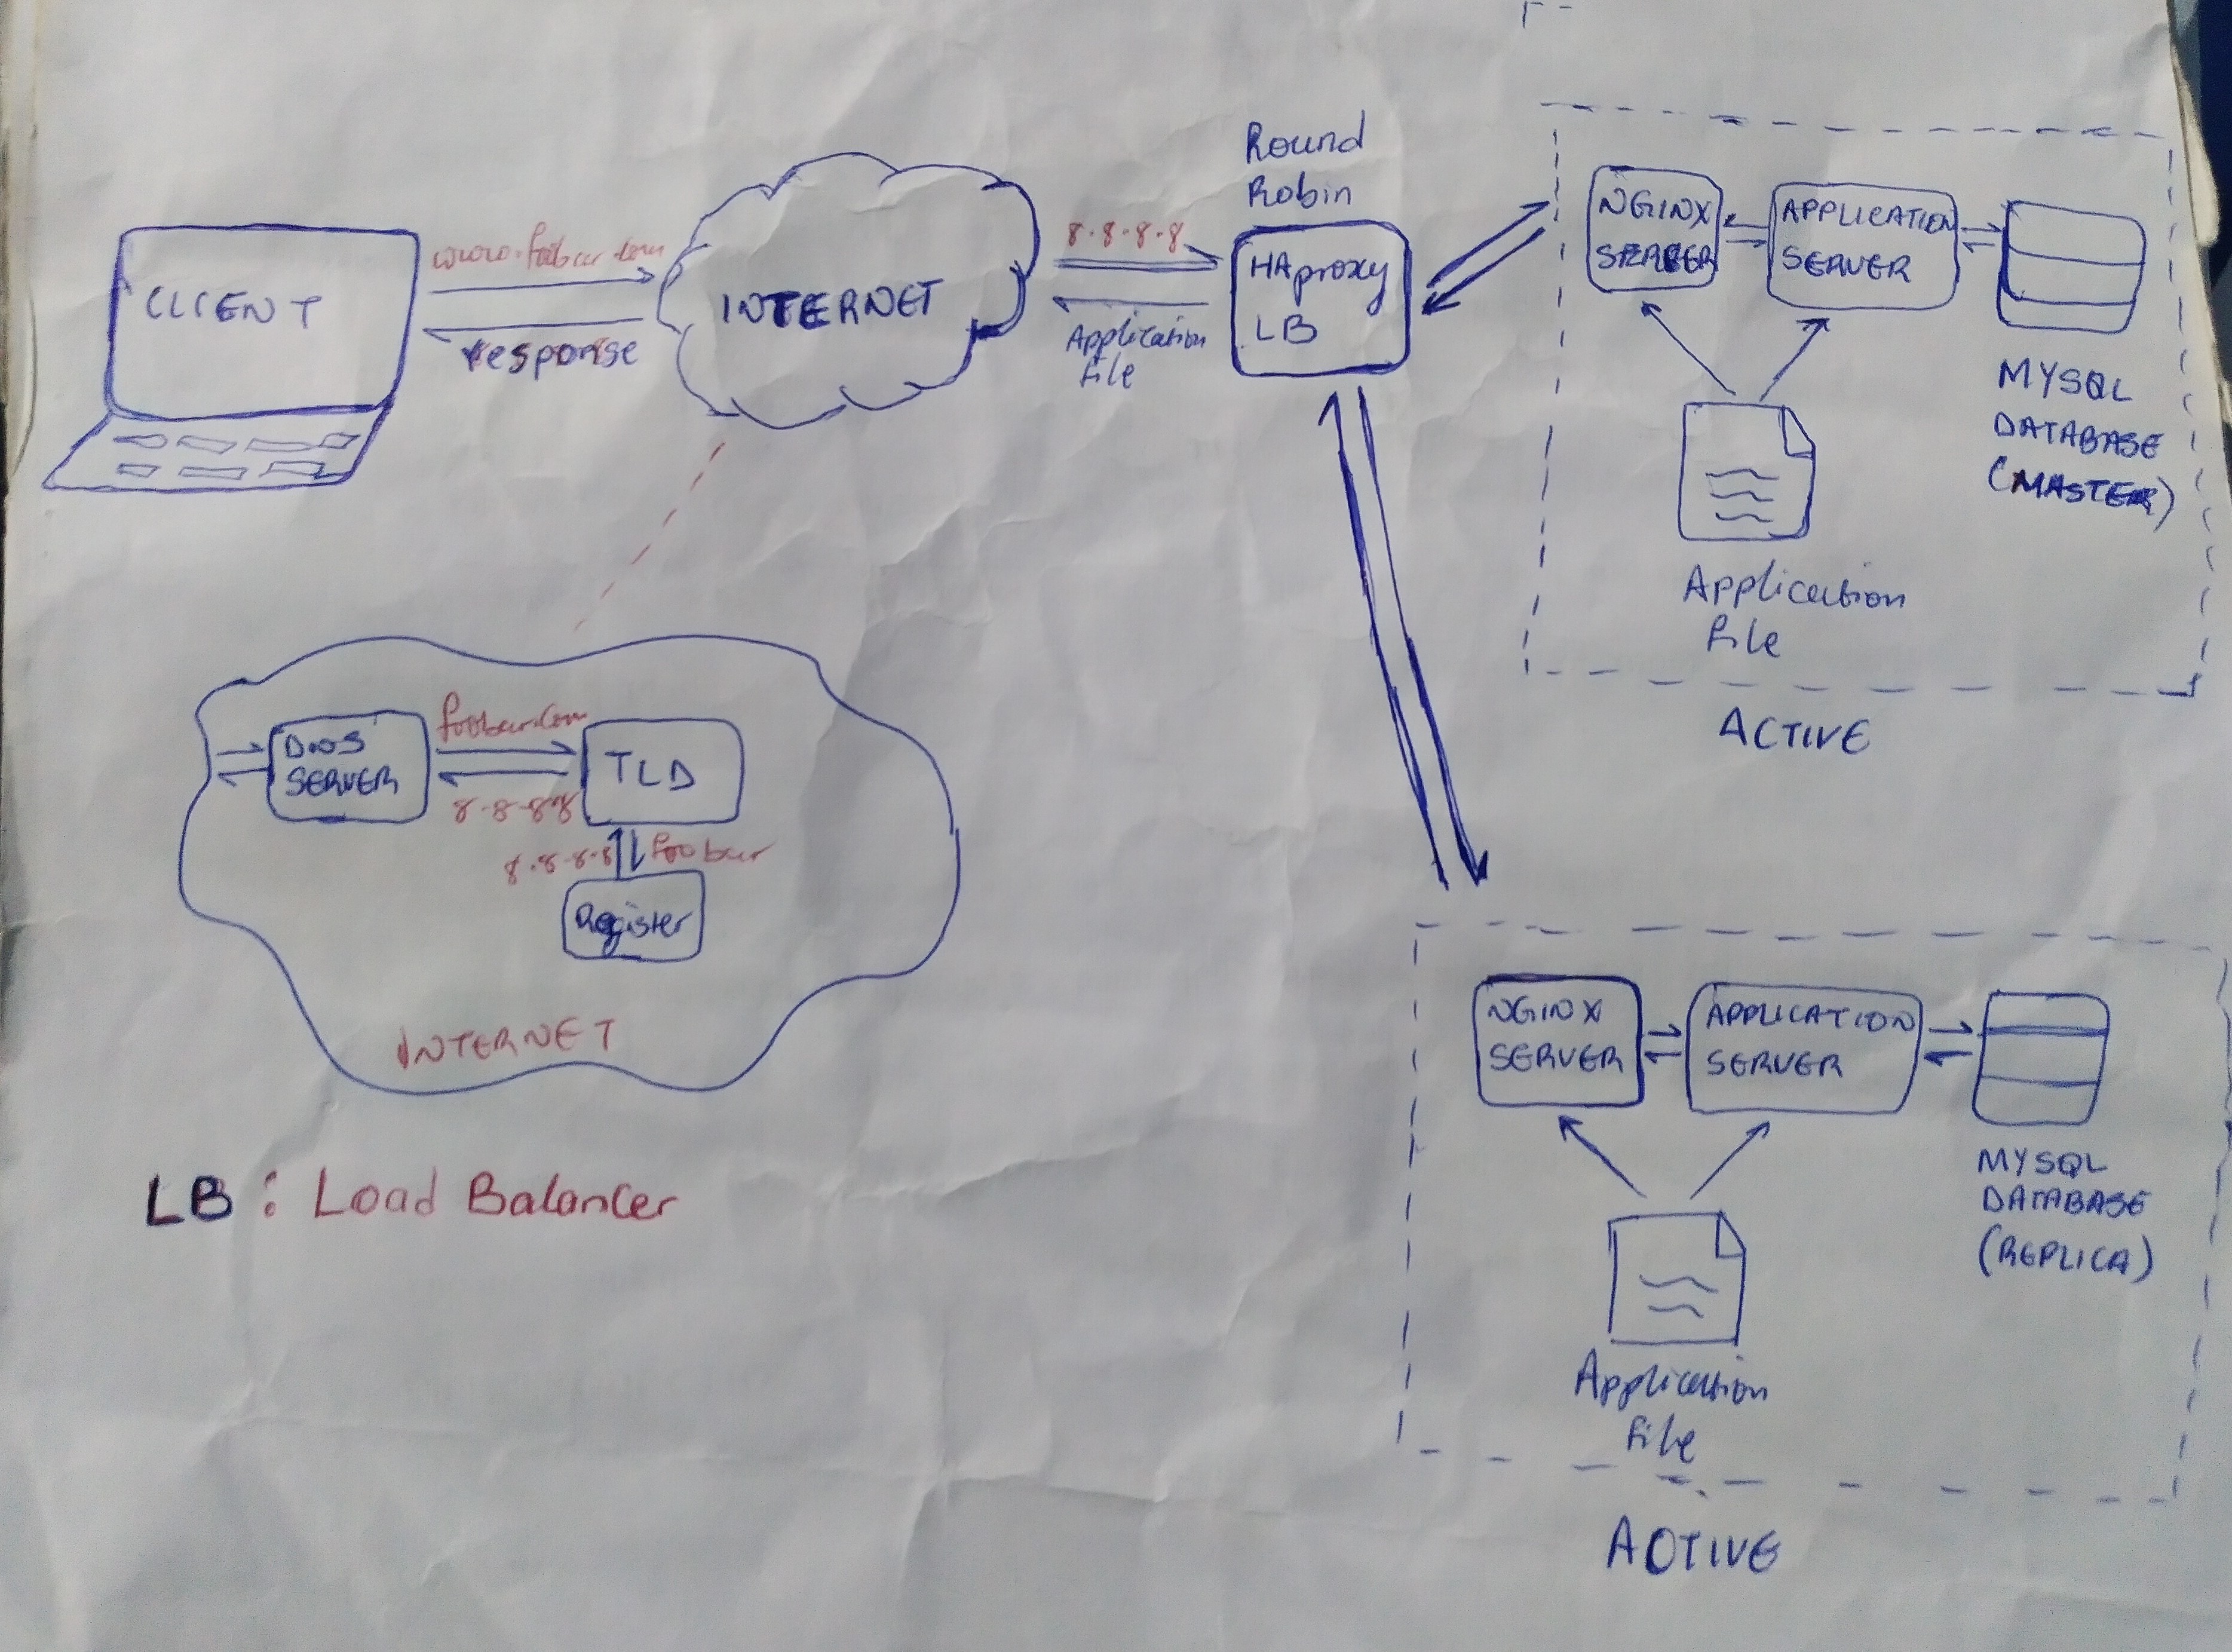 CLIENT
www.foobar.com
response
INTERNET
8.8.8.8
Application
file
Round
Robin
HAproxy
LB
NGINX
SERVER
APPLICATION
SERVER
MYSQL
DATABASE
(MASTER)
Application
file
ACTIVE
DNS
SERVER
foobar.com
8.8.8.8
TLD
8.8.8.8
foobar
Register
INTERNET
LB : Load Balancer
NGINX
SERVER
APPLICATION
SERVER
MYSQL
DATABASE
(REPLICA)
Application
file
ACTIVE